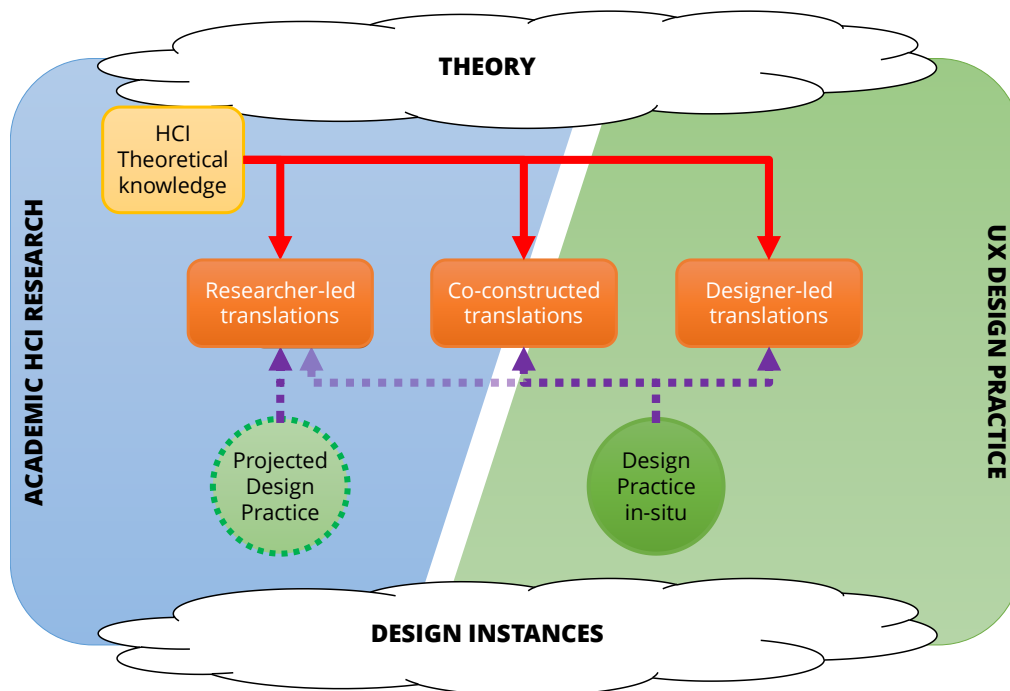 THEORY
HCI
Theoretical
knowledge
ACADEMIC HCI RESEARCH
UX DESIGN PRACTICE
Researcher-led
translations
Co-constructed
translations
Designer-led
translations
Projected
Design
Practice
Design
Practice
in-situ
DESIGN INSTANCES